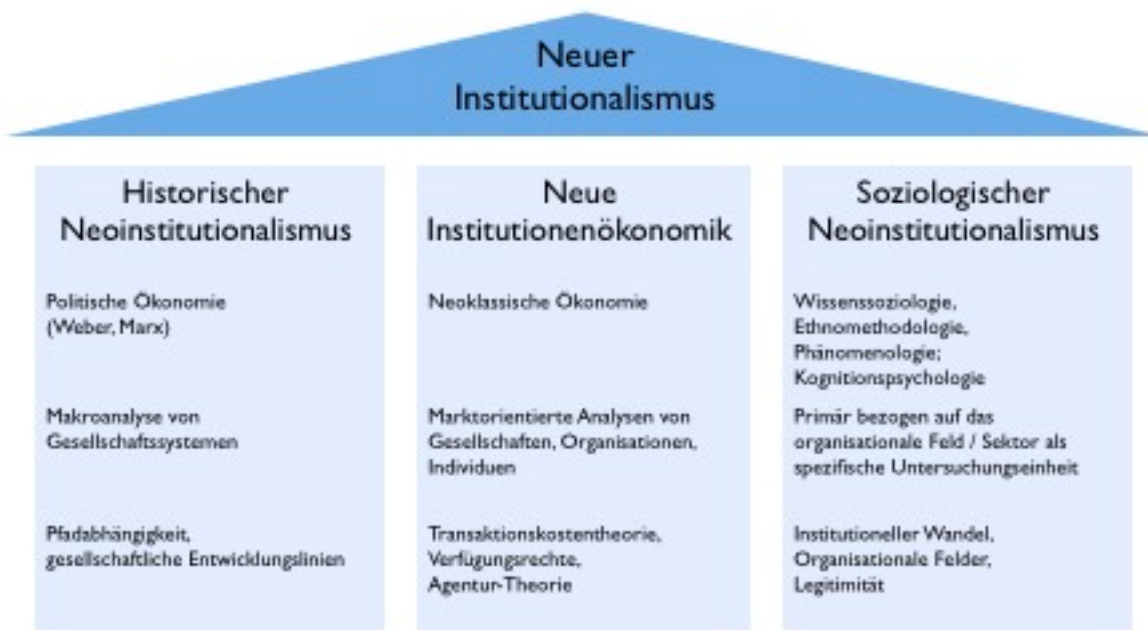 Neuer
Institutionalismus
Historischer
Neoinstitutionalismus
Politische Ökonomie
(Weber, Marx)
Makroanalyse von
Gesellschaftssystemen
Pfadabhängigkeit,
gesellschaftliche Entwicklungslinien
Neue
Institutionenökonomik
Neoklassische Ökonomie
Marktorientierte Analysen von
Gesellschaften, Organisationen,
Individuen
Transaktionskostentheorie,
Verfügungsrechte,
Agentur-Theorie
Soziologischer
Neoinstitutionalismus
Wissenssoziologie,
Ethnomethodologie,
Phänomenologie;
Kognitionspsychologie
Primär bezogen auf das
organisationale Feld / Sektor als
spezifische Untersuchungseinheit
Institutioneller Wandel,
Organisationale Felder,
Legitimität